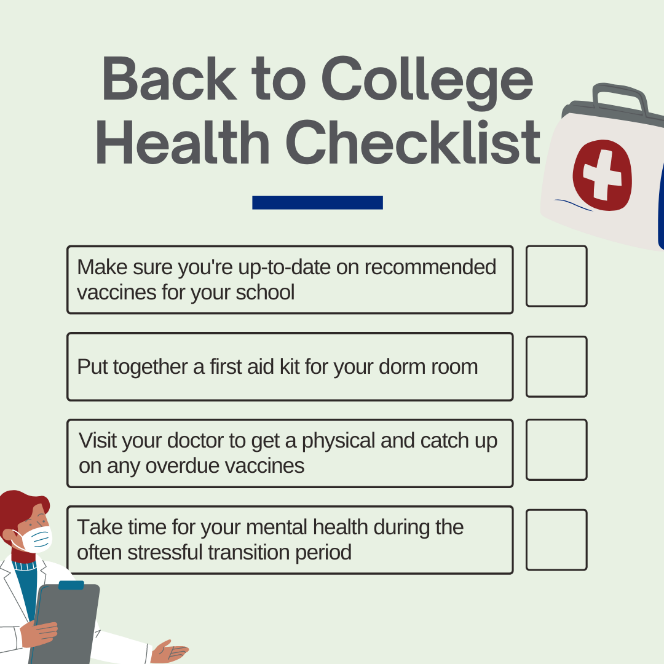 Back to College
Health Checklist
Make sure you're up-to-date on recommended
vaccines for your school
Put together a first aid kit for your dorm room
Visit your doctor to get a physical and catch up
on any overdue vaccines
Take time for your mental health during the
often stressful transition period